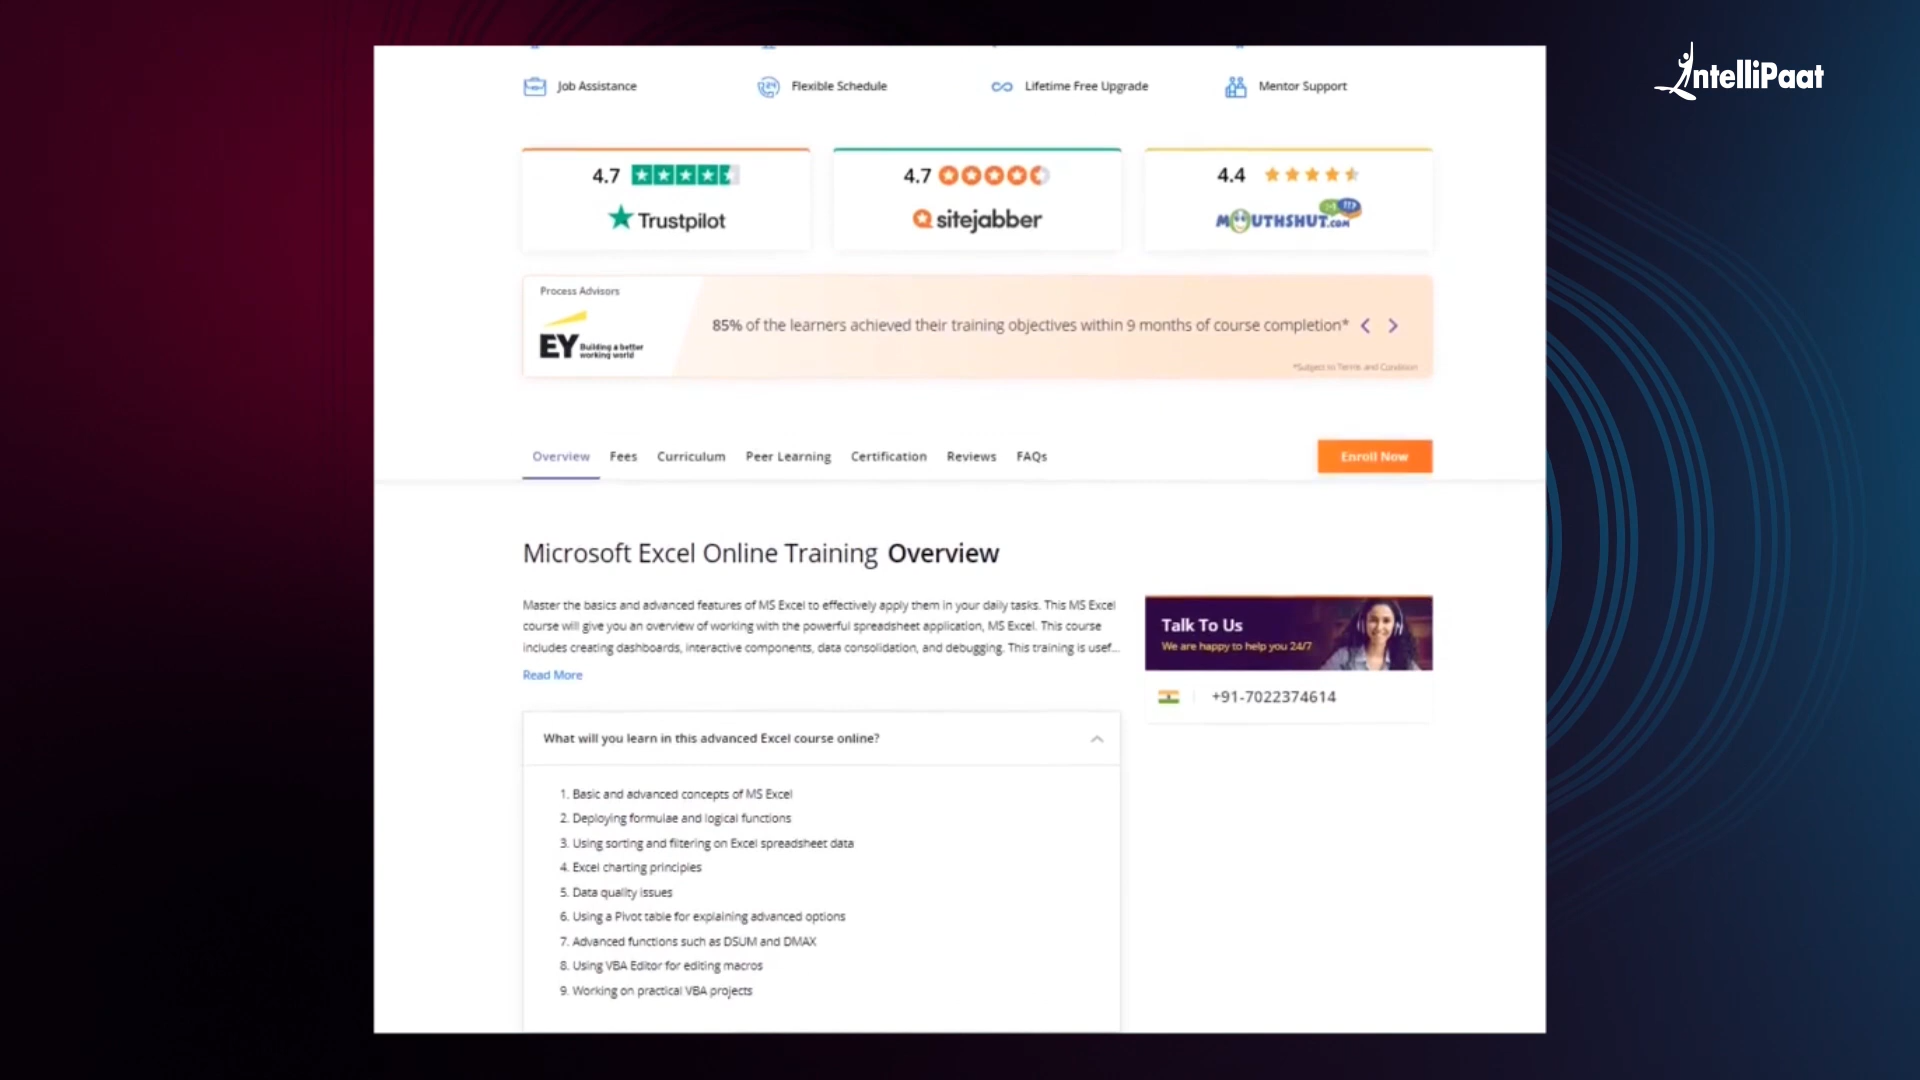 IntelliPaat
Job Assistance
Flexible Schedule
Lifetime Free Upgrade
Mentor Support
4.7
Trustpilot
4.7
sitejabber
4.4
MOUTHSHUT.COM
Process Advisors
EY Building a better
working world
85% of the learners achieved their training objectives within 9 months of course completion*
*Subject to Terms and Condition
Overview Fees Curriculum Peer Learning Certification Reviews FAQs
Enroll Now
Microsoft Excel Online Training Overview
Master the basics and advanced features of MS Excel to effectively apply them in your daily tasks. This MS Excel
course will give you an overview of working with the powerful spreadsheet application, MS Excel. This course
includes creating dashboards, interactive components, data consolidation, and debugging. This training is usef...
Read More
Talk To Us
We are happy to help you 24/7
+91-7022374614
What will you learn in this advanced Excel course online?
1. Basic and advanced concepts of MS Excel
2. Deploying formulae and logical functions
3. Using sorting and filtering on Excel spreadsheet data
4. Excel charting principles
5. Data quality issues
6. Using a Pivot table for explaining advanced options
7. Advanced functions such as DSUM and DMAX
8. Using VBA Editor for editing macros
9. Working on practical VBA projects